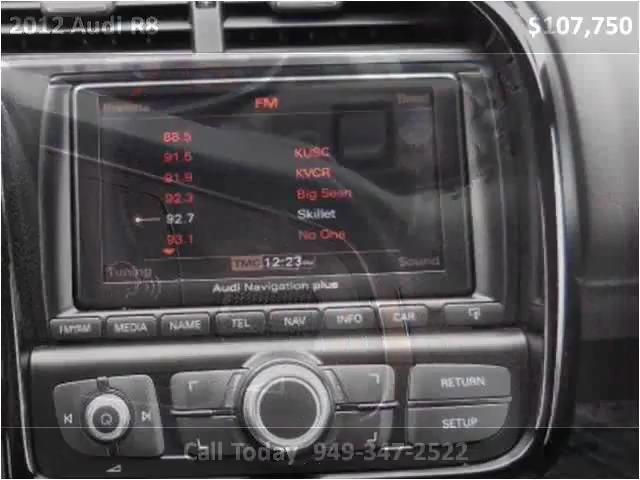 2012 Audi R8
$107,750
FM
88.5
91.5 KUSC
91.9 KVCR
92.3 Big Sean
92.7 Skillet
93.1 No One
Tuning
Sound
TMC 12:23
Audi Navigation plus
FM/AM MEDIA NAME TEL NAV INFO CAR
RETURN
SETUP
Call Today 949-347-2522